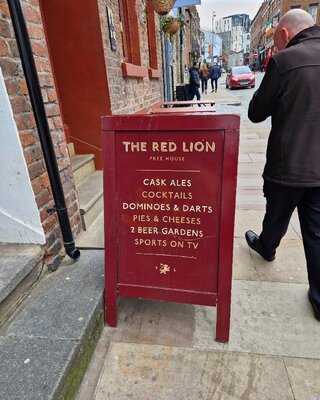 THE RED LION
FREE HOUSE
CASK ALES
COCKTAILS
DOMINOES & DARTS
PIES & CHEESES
2 BEER GARDENS
SPORTS ON TV